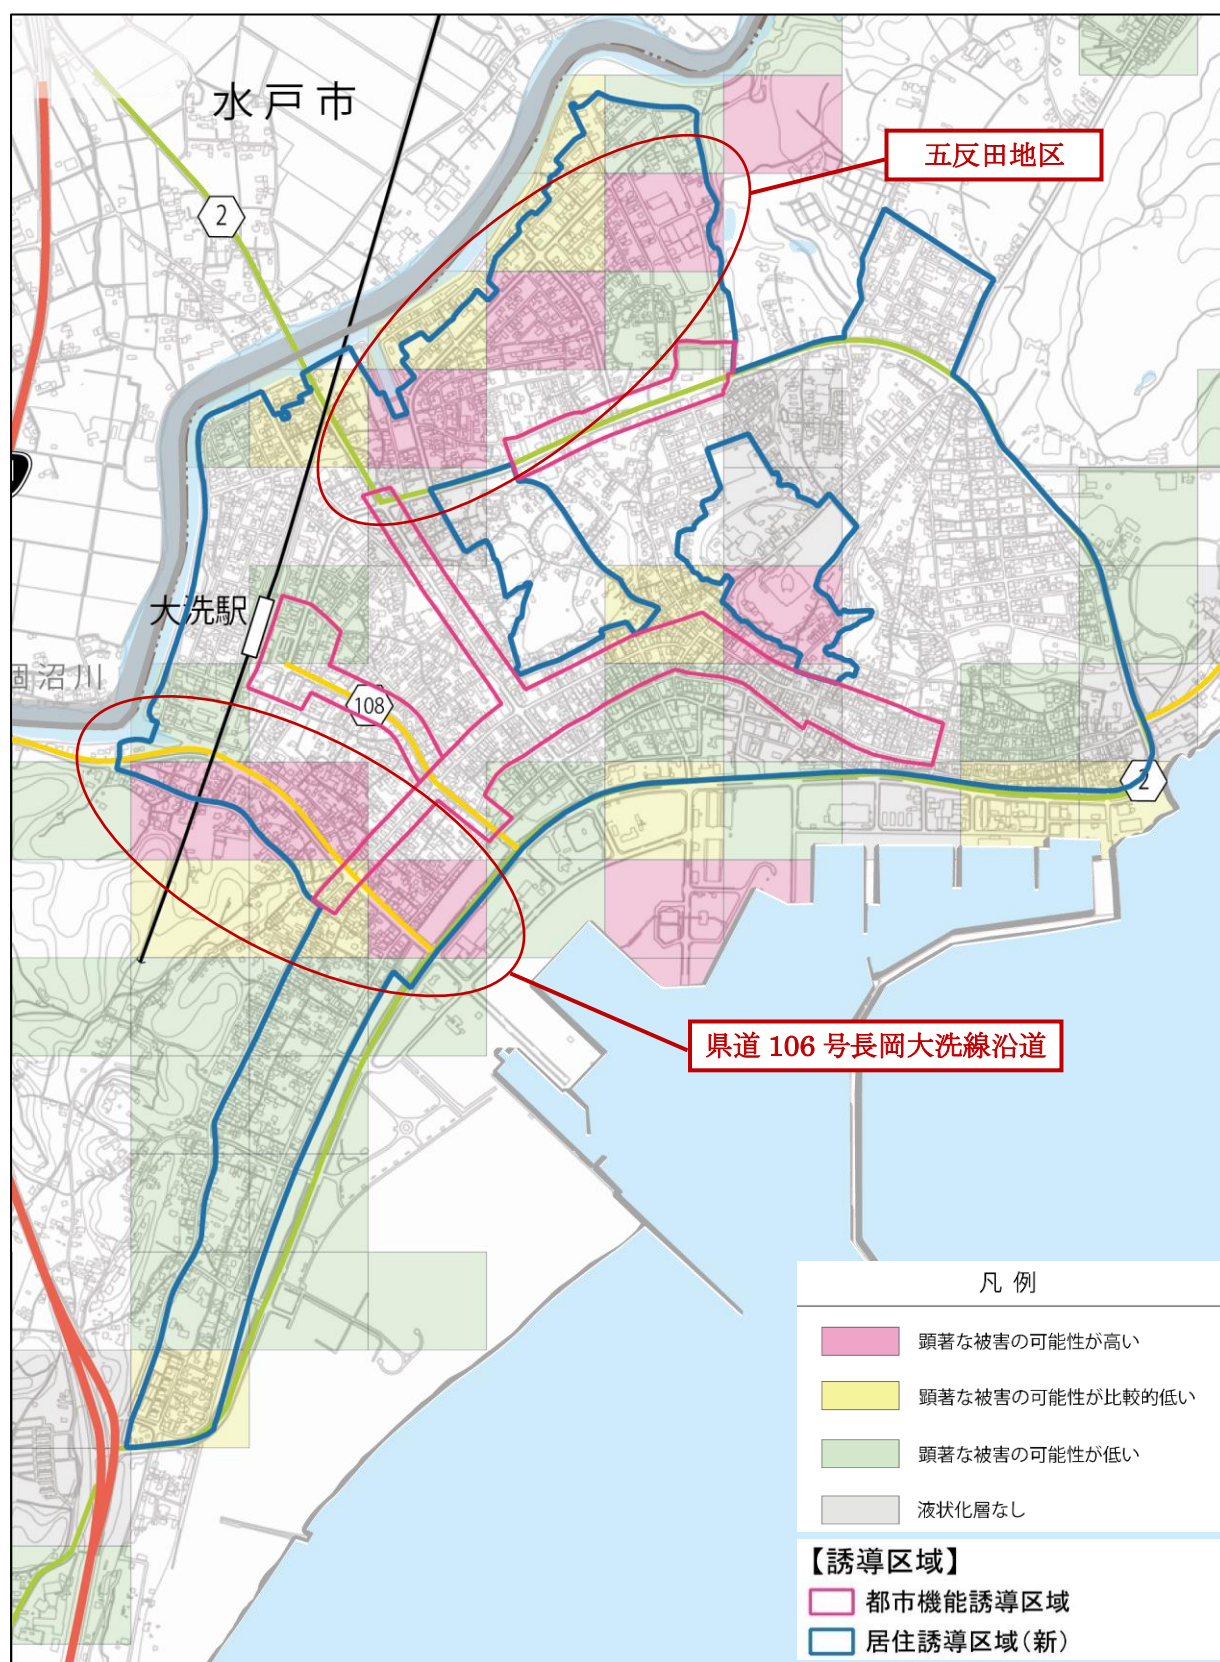 水戸市
五反田地区
2
大洗駅
涸沼川
108
2
県道 106 号長岡大洗線沿道
凡 例
顕著な被害の可能性が高い
顕著な被害の可能性が比較的低い
顕著な被害の可能性が低い
液状化層なし
【誘導区域】
都市機能誘導区域
居住誘導区域(新)